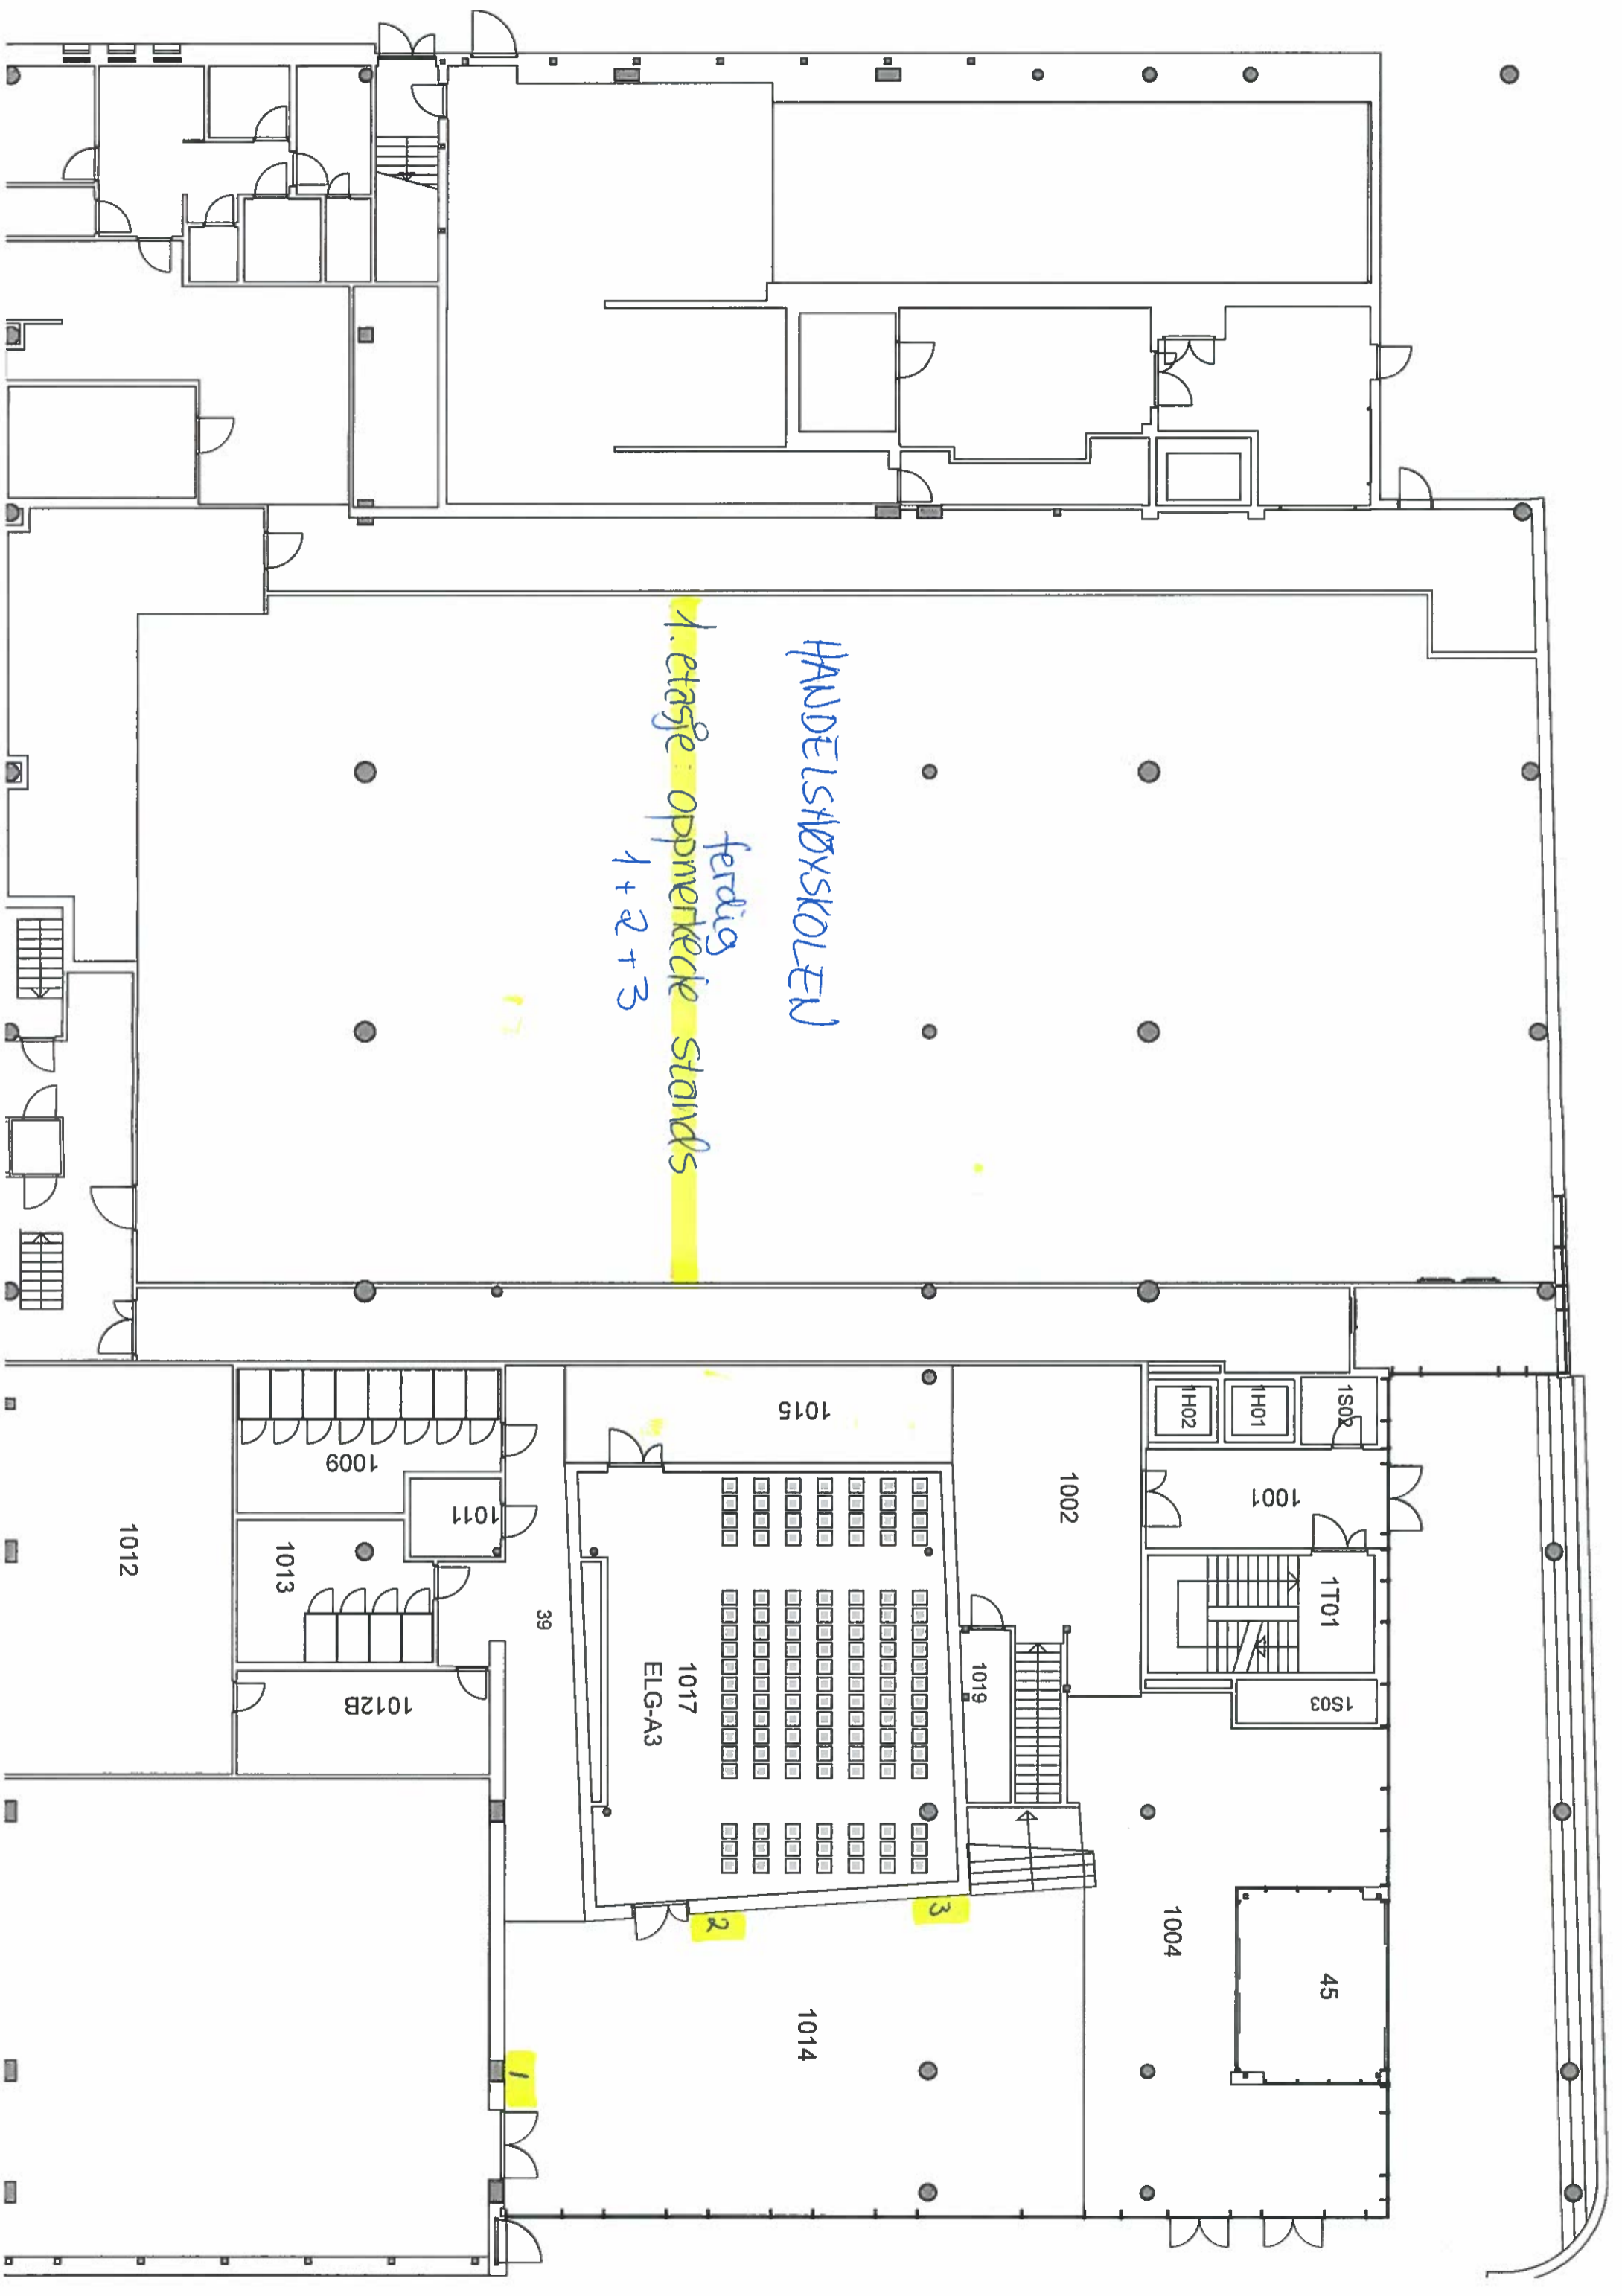 HANDELSHØYSKOLEN
ferdig
1. etasje : oppmerkede stands
1 + 2 + 3
1S02
1H01
1H02
1001
1T01
1S03
1002
1019
1015
1017
ELG-A3
39
1009
1011
1013
1012
1012B
1004
45
1014
3
2
1